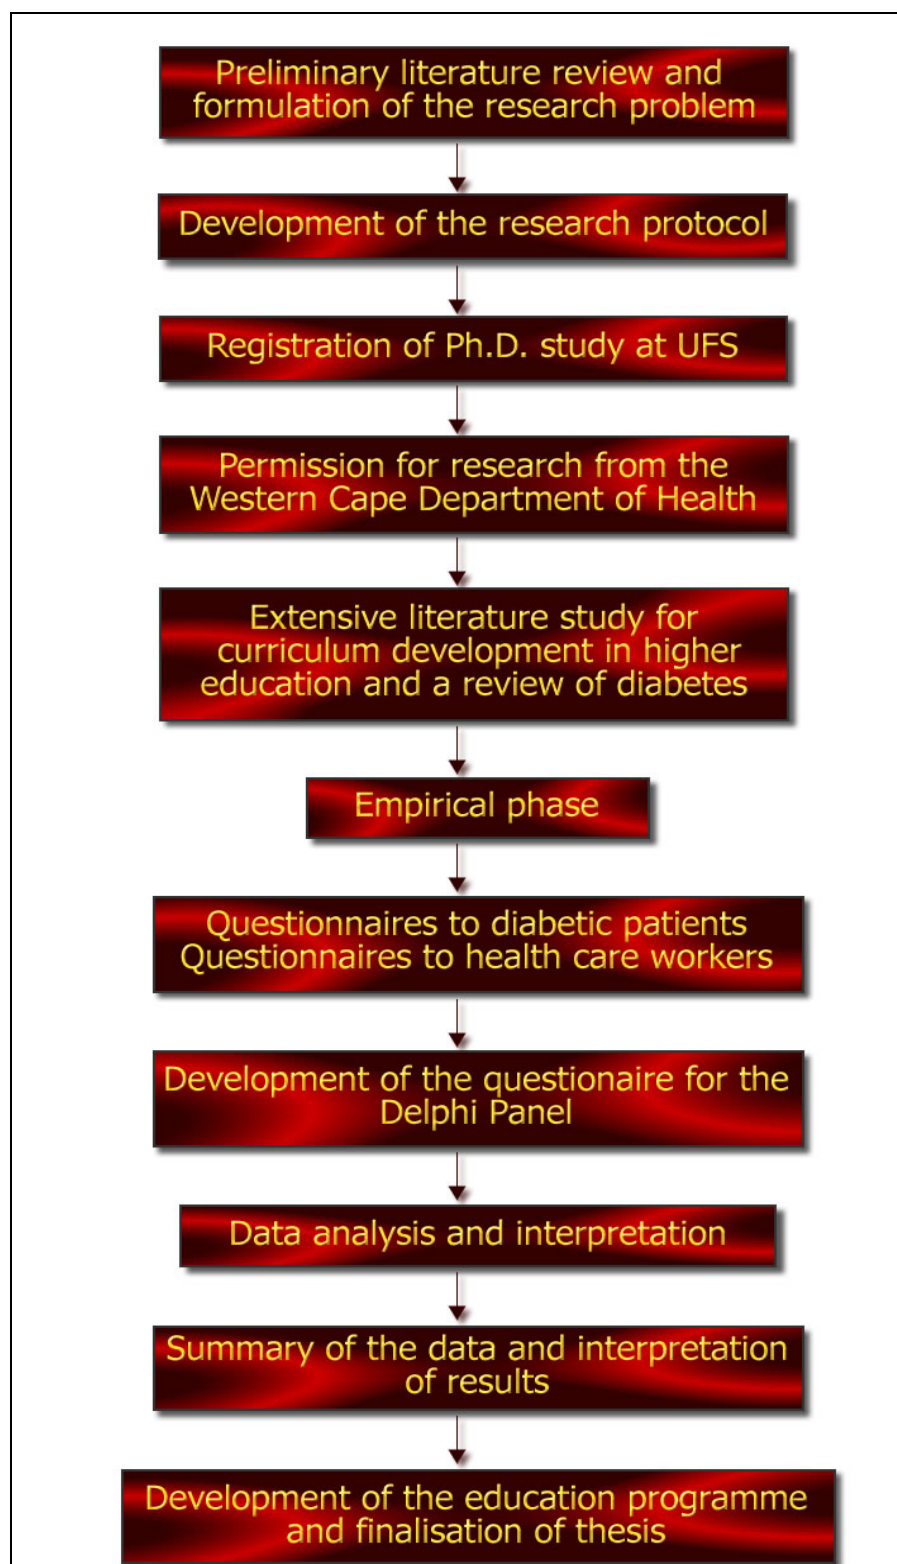 Preliminary literature review and
formulation of the research problem
Development of the research protocol
Registration of Ph.D. study at UFS
Permission for research from the
Western Cape Department of Health
Extensive literature study for
curriculum development in higher
education and a review of diabetes
Empirical phase
Questionnaires to diabetic patients
Questionnaires to health care workers
Development of the questionaire for the
Delphi Panel
Data analysis and interpretation
Summary of the data and interpretation
of results
Development of the education programme
and finalisation of thesis